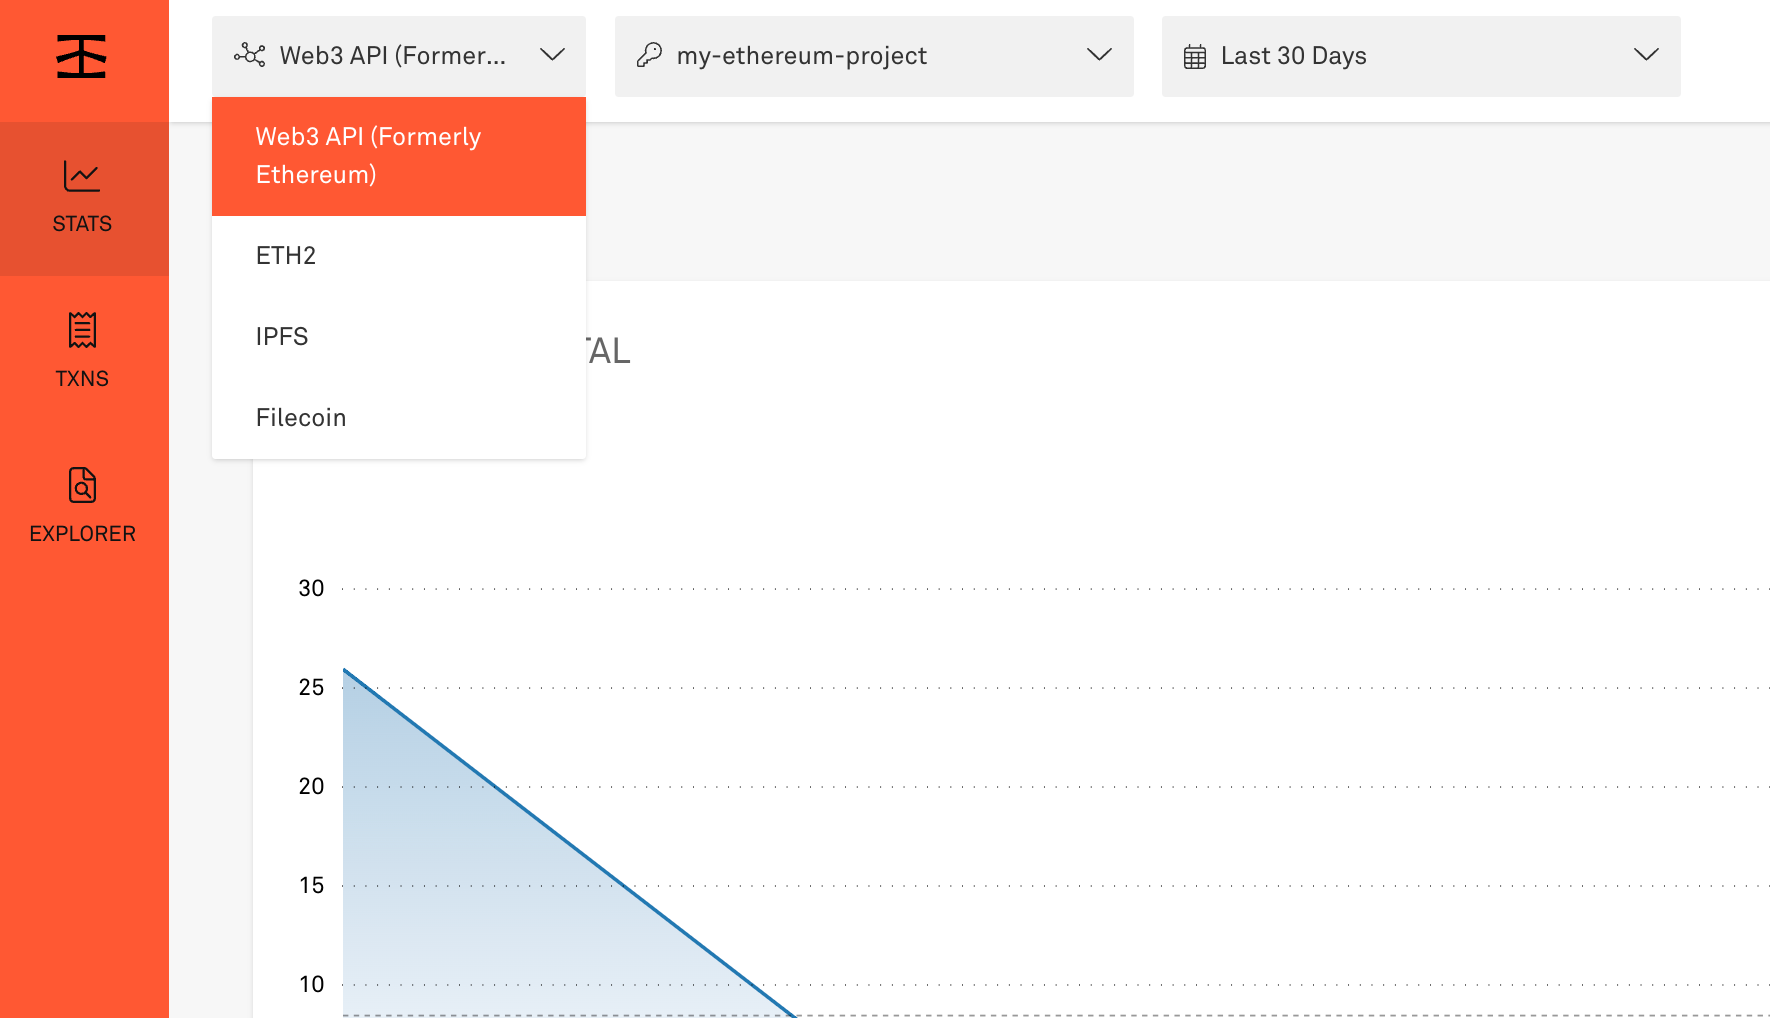 Web3 API (Former...
my-ethereum-project
Last 30 Days
Web3 API (Formerly
Ethereum)
ETH2
IPFS
Filecoin
STATS
TXNS
EXPLORER
TAL
30
25
20
15
10